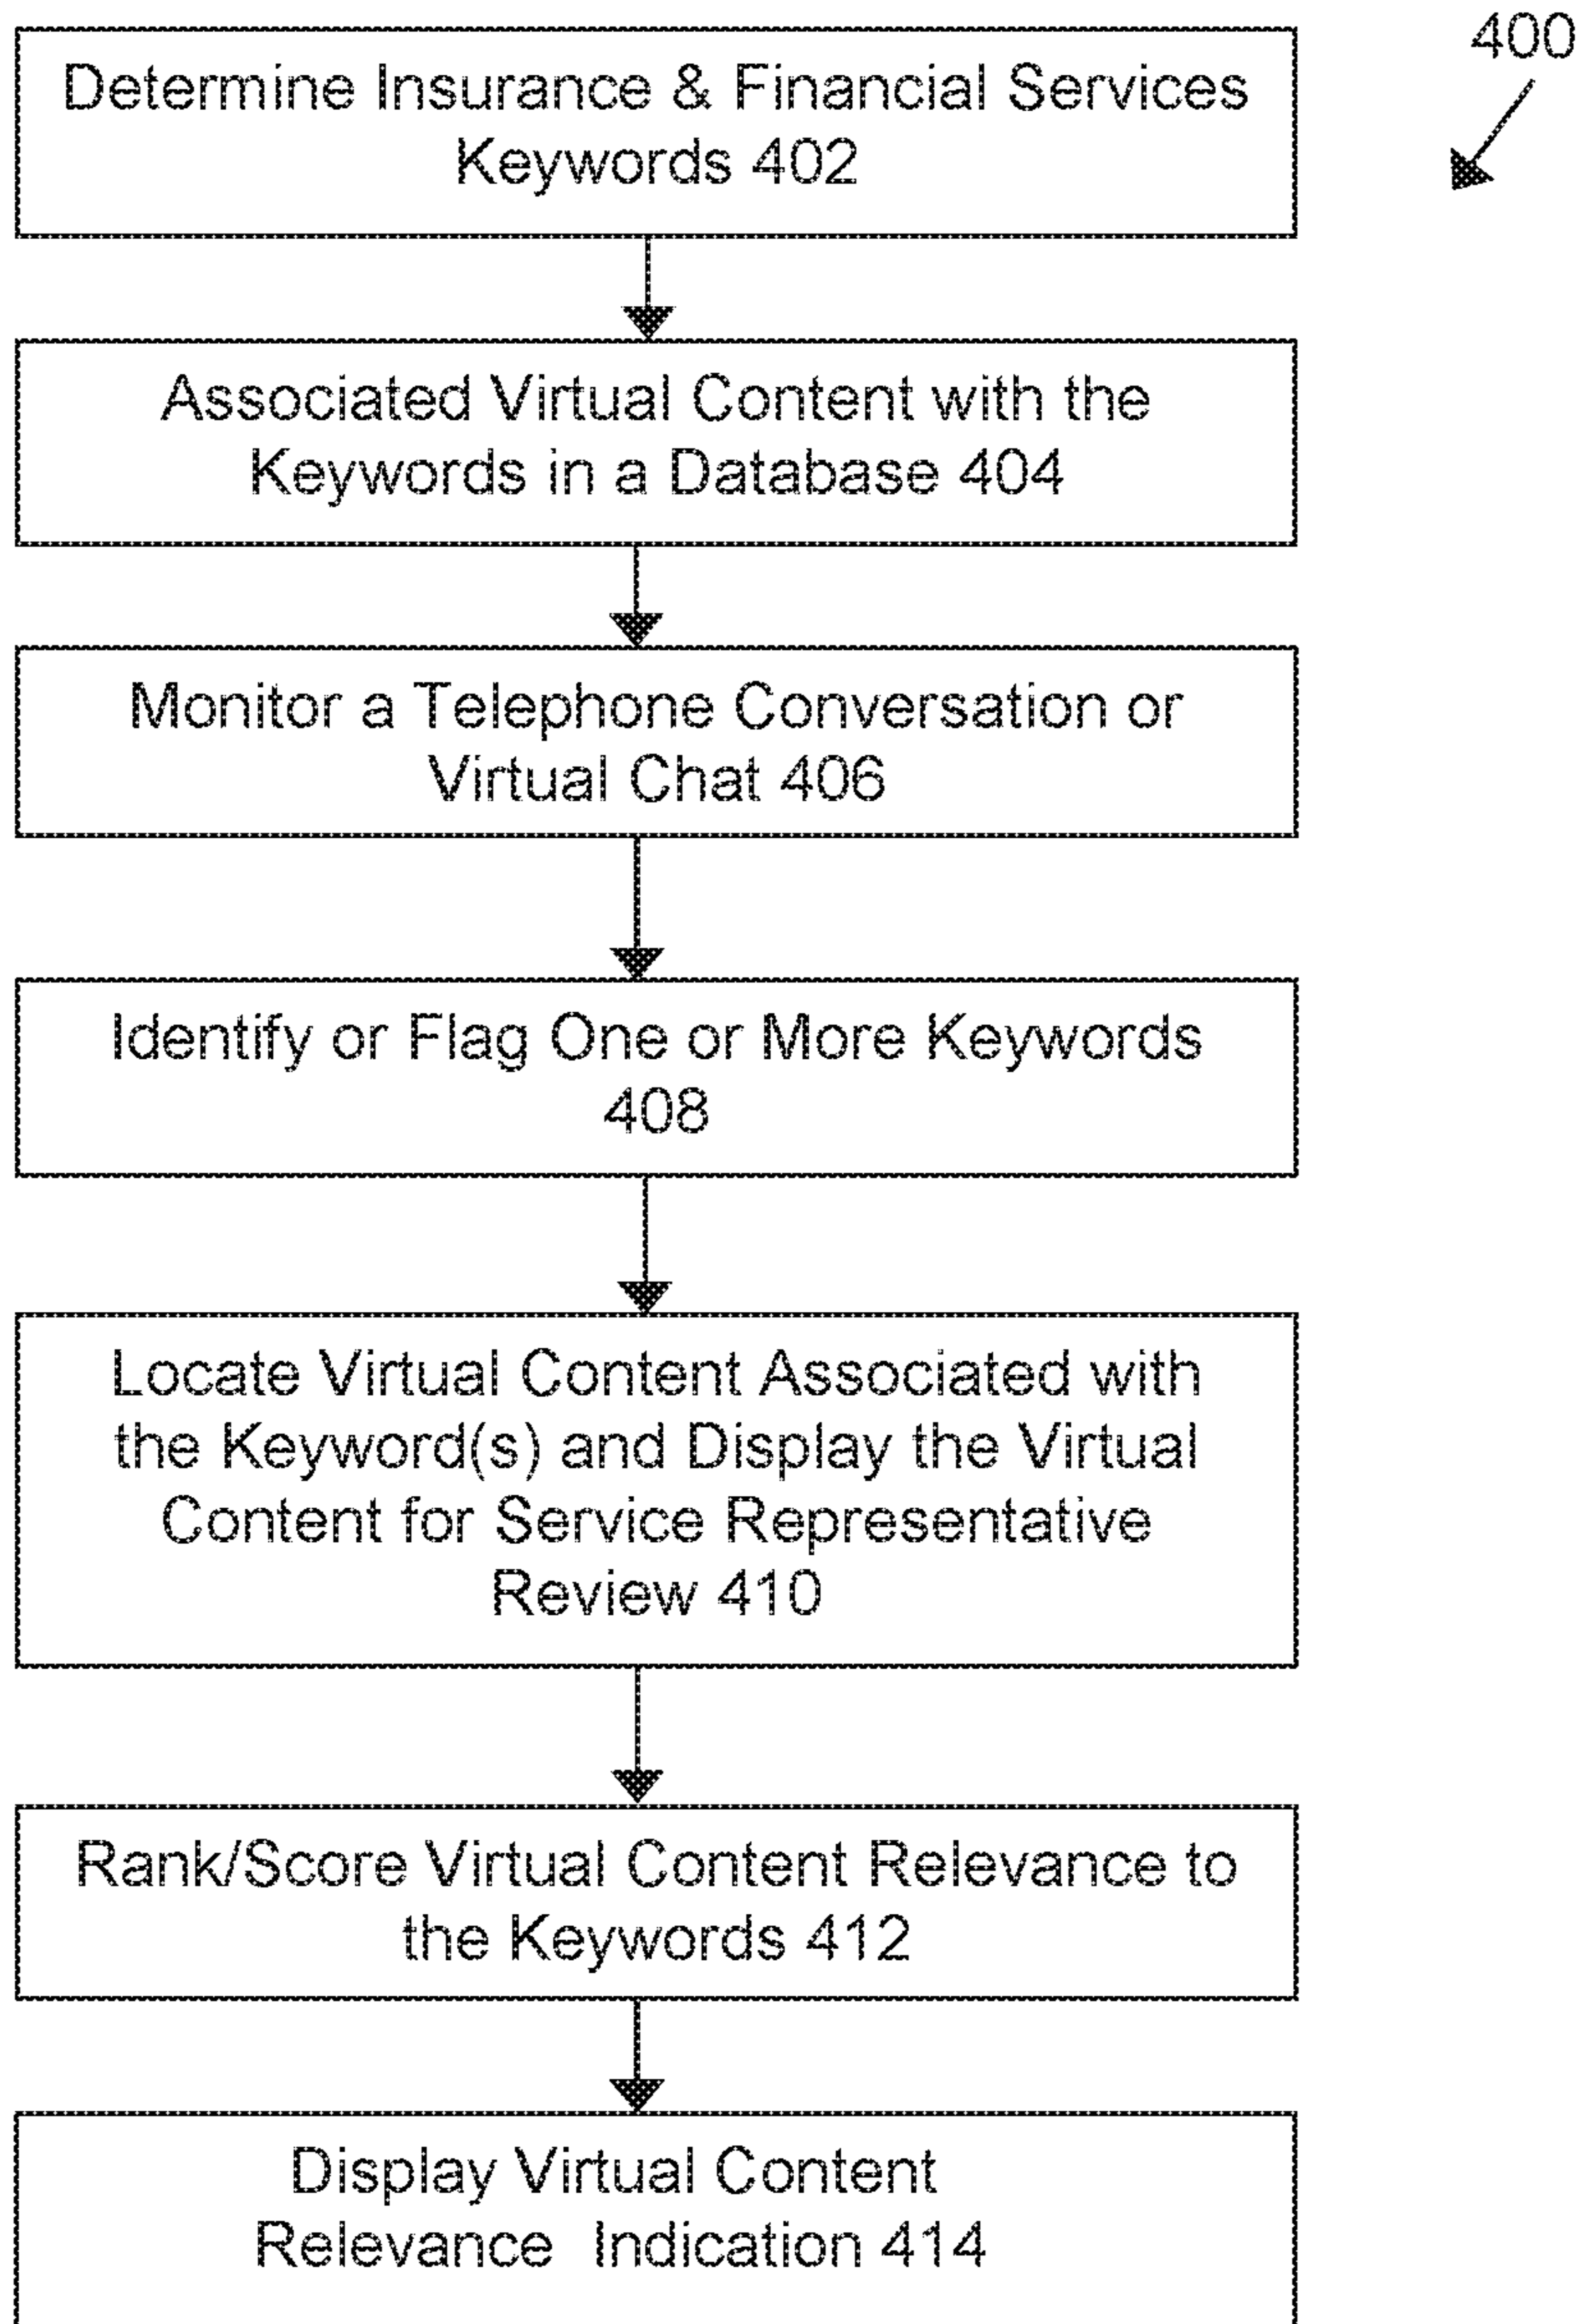 400
Determine Insurance & Financial Services
Keywords 402
Associated Virtual Content with the
Keywords in a Database 404
Monitor a Telephone Conversation or
Virtual Chat 406
Identify or Flag One or More Keywords
408
Locate Virtual Content Associated with
the Keyword(s) and Display the Virtual
Content for Service Representative
Review 410
Rank/Score Virtual Content Relevance to
the Keywords 412
Display Virtual Content
Relevance Indication 414